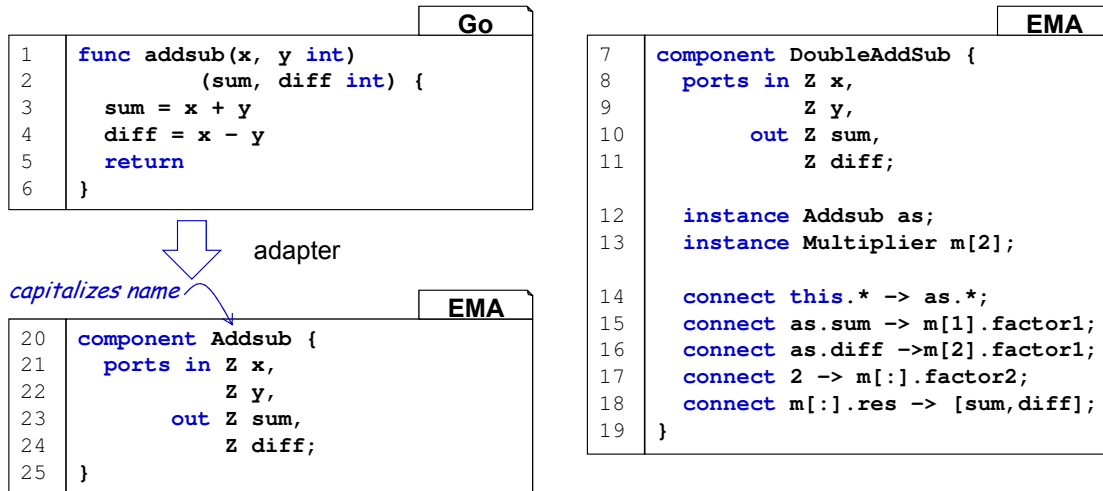 Go
1 func addsub(x, y int)
2 (sum, diff int) {
3 sum = x + y
4 diff = x − y
5 return
6 }
adapter
capitalizes name
EMA
20 component Addsub {
21 ports in Z x,
22 Z y,
23 out Z sum,
24 Z diff;
25 }
EMA
7 component DoubleAddSub {
8 ports in Z x,
9 Z y,
10 out Z sum,
11 Z diff;
12 instance Addsub as;
13 instance Multiplier m[2];
14 connect this.* −> as.*;
15 connect as.sum −> m[1].factor1;
16 connect as.diff −>m[2].factor1;
17 connect 2 −> m[:].factor2;
18 connect m[:].res −> [sum,diff];
19 }